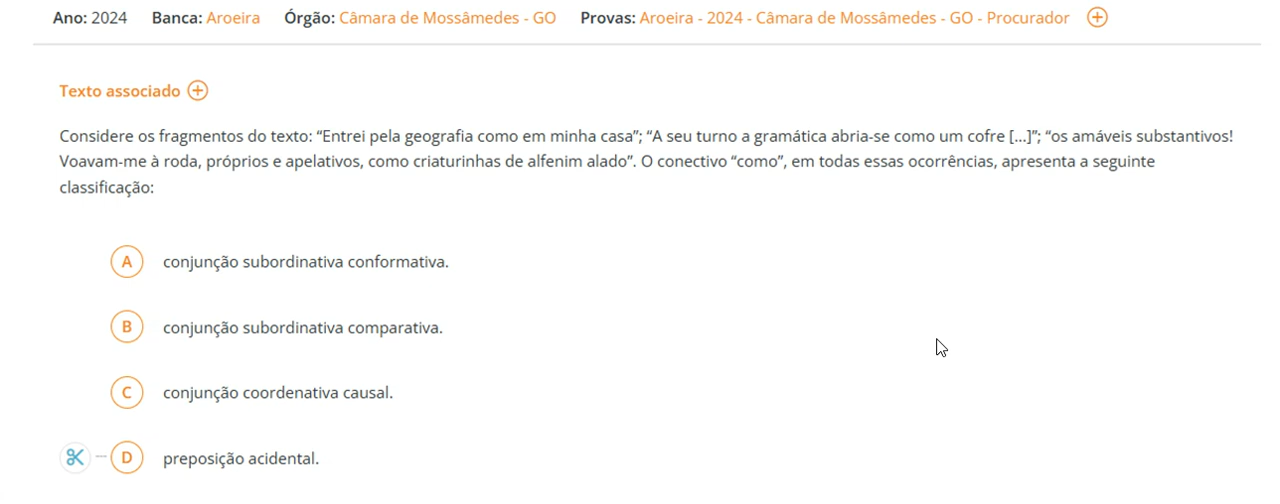 Ano: 2024 Banca: Aroeira Órgão: Câmara de Mossâmedes - GO Provas: Aroeira - 2024 - Câmara de Mossâmedes - GO - Procurador
Texto associado
Considere os fragmentos do texto: “Entrei pela geografia como em minha casa”; “A seu turno a gramática abria-se como um cofre [...]”; “os amáveis substantivos!
Voavam-me à roda, próprios e apelativos, como criaturinhas de alfenim alado”. O conectivo “como”, em todas essas ocorrências, apresenta a seguinte
classificação:
A conjunção subordinativa conformativa.
B conjunção subordinativa comparativa.
C conjunção coordenativa causal.
D preposição acidental.